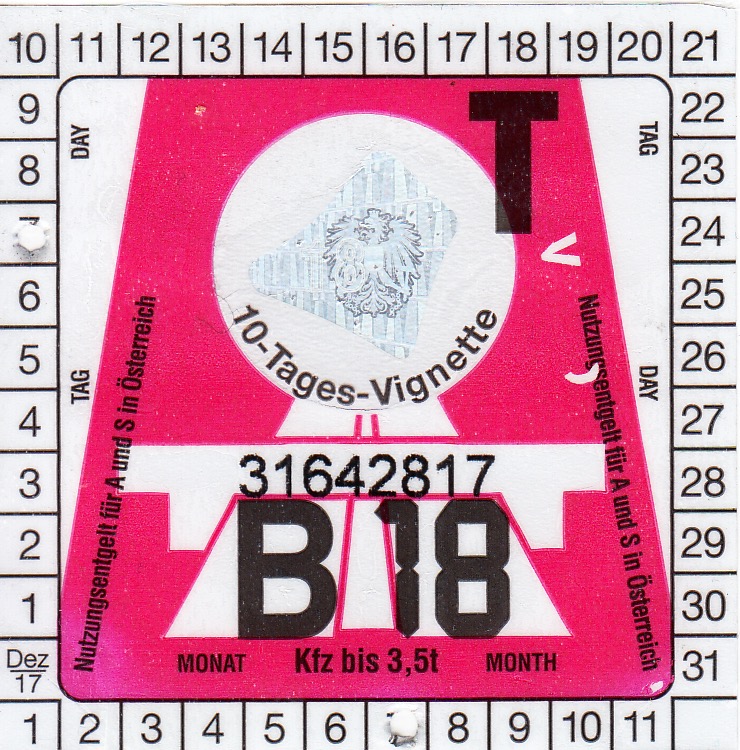 10 11 12 13 14 15 16 17 18 19 20 21
9 22
8 23
24
6 25
5 26
4 27
3 28
2 29
1 30
Dez 17 31
1 2 3 4 5 6 8 9 10 11
DAY
TAG
TAG
DAY
T
V
10-Tages-Vignette
Nutzungsentgelt für A und S in Österreich
Nutzungsentgelt für A und S in Österreich
31642817
B 18
MONAT Kfz bis 3,5t MONTH